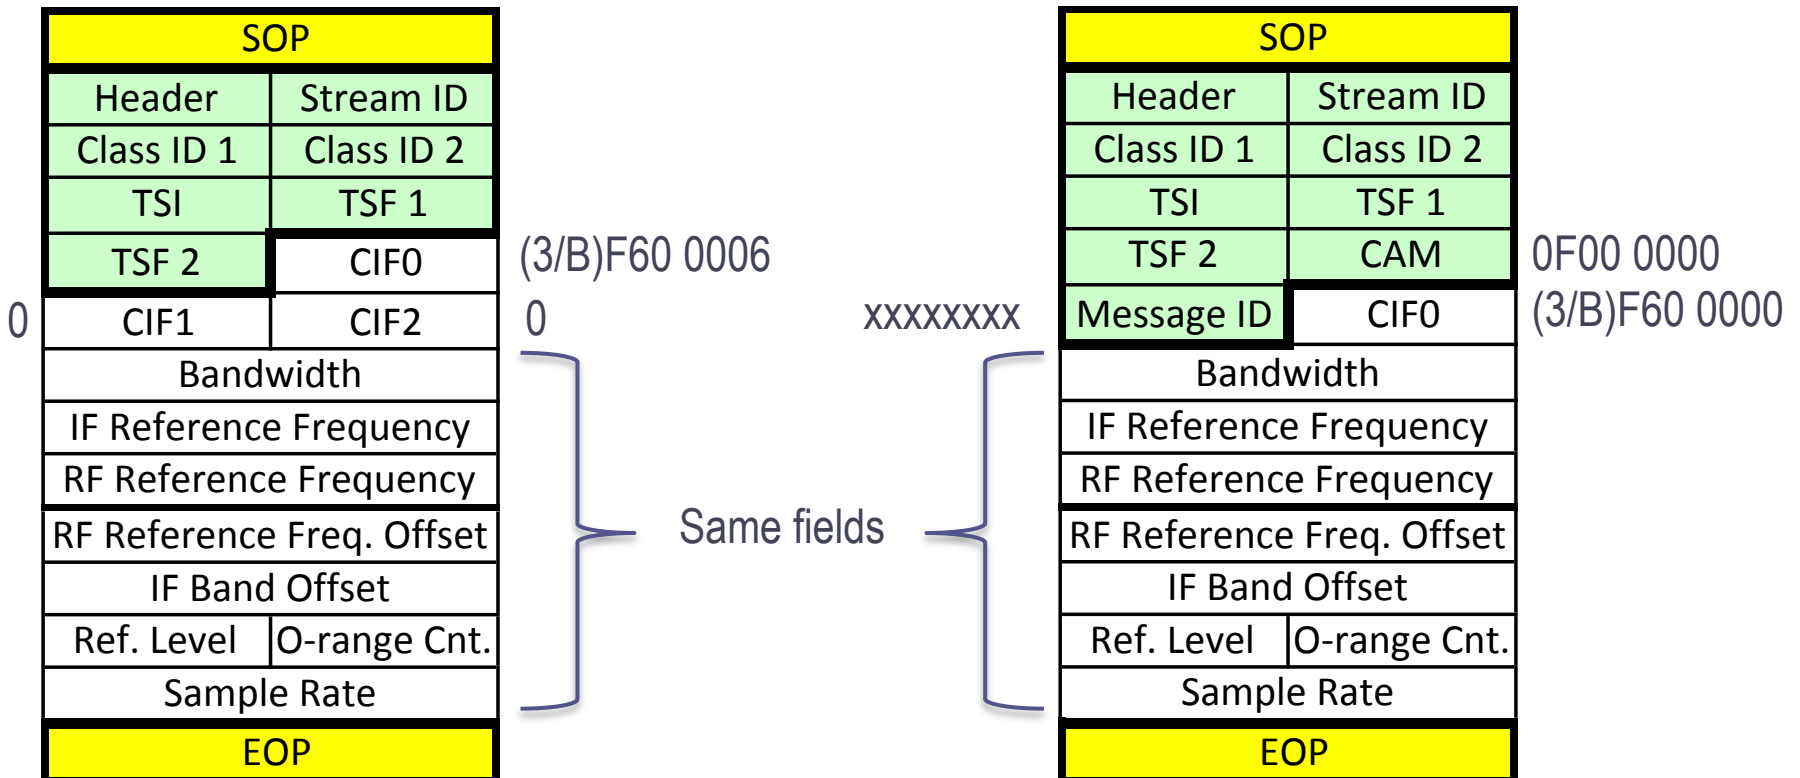 SOP
Header Stream ID
Class ID 1 Class ID 2
TSI TSF 1
TSF 2 CIF0 (3/B)F60 0006
0 CIF1 CIF2 0
Bandwidth
IF Reference Frequency
RF Reference Frequency
RF Reference Freq. Offset
IF Band Offset
Ref. Level O-range Cnt.
Sample Rate
EOP
Same fields
SOP
Header Stream ID
Class ID 1 Class ID 2
TSI TSF 1
TSF 2 CAM 0F00 0000
xxxxxxxx Message ID CIF0 (3/B)F60 0000
Bandwidth
IF Reference Frequency
RF Reference Frequency
RF Reference Freq. Offset
IF Band Offset
Ref. Level O-range Cnt.
Sample Rate
EOP